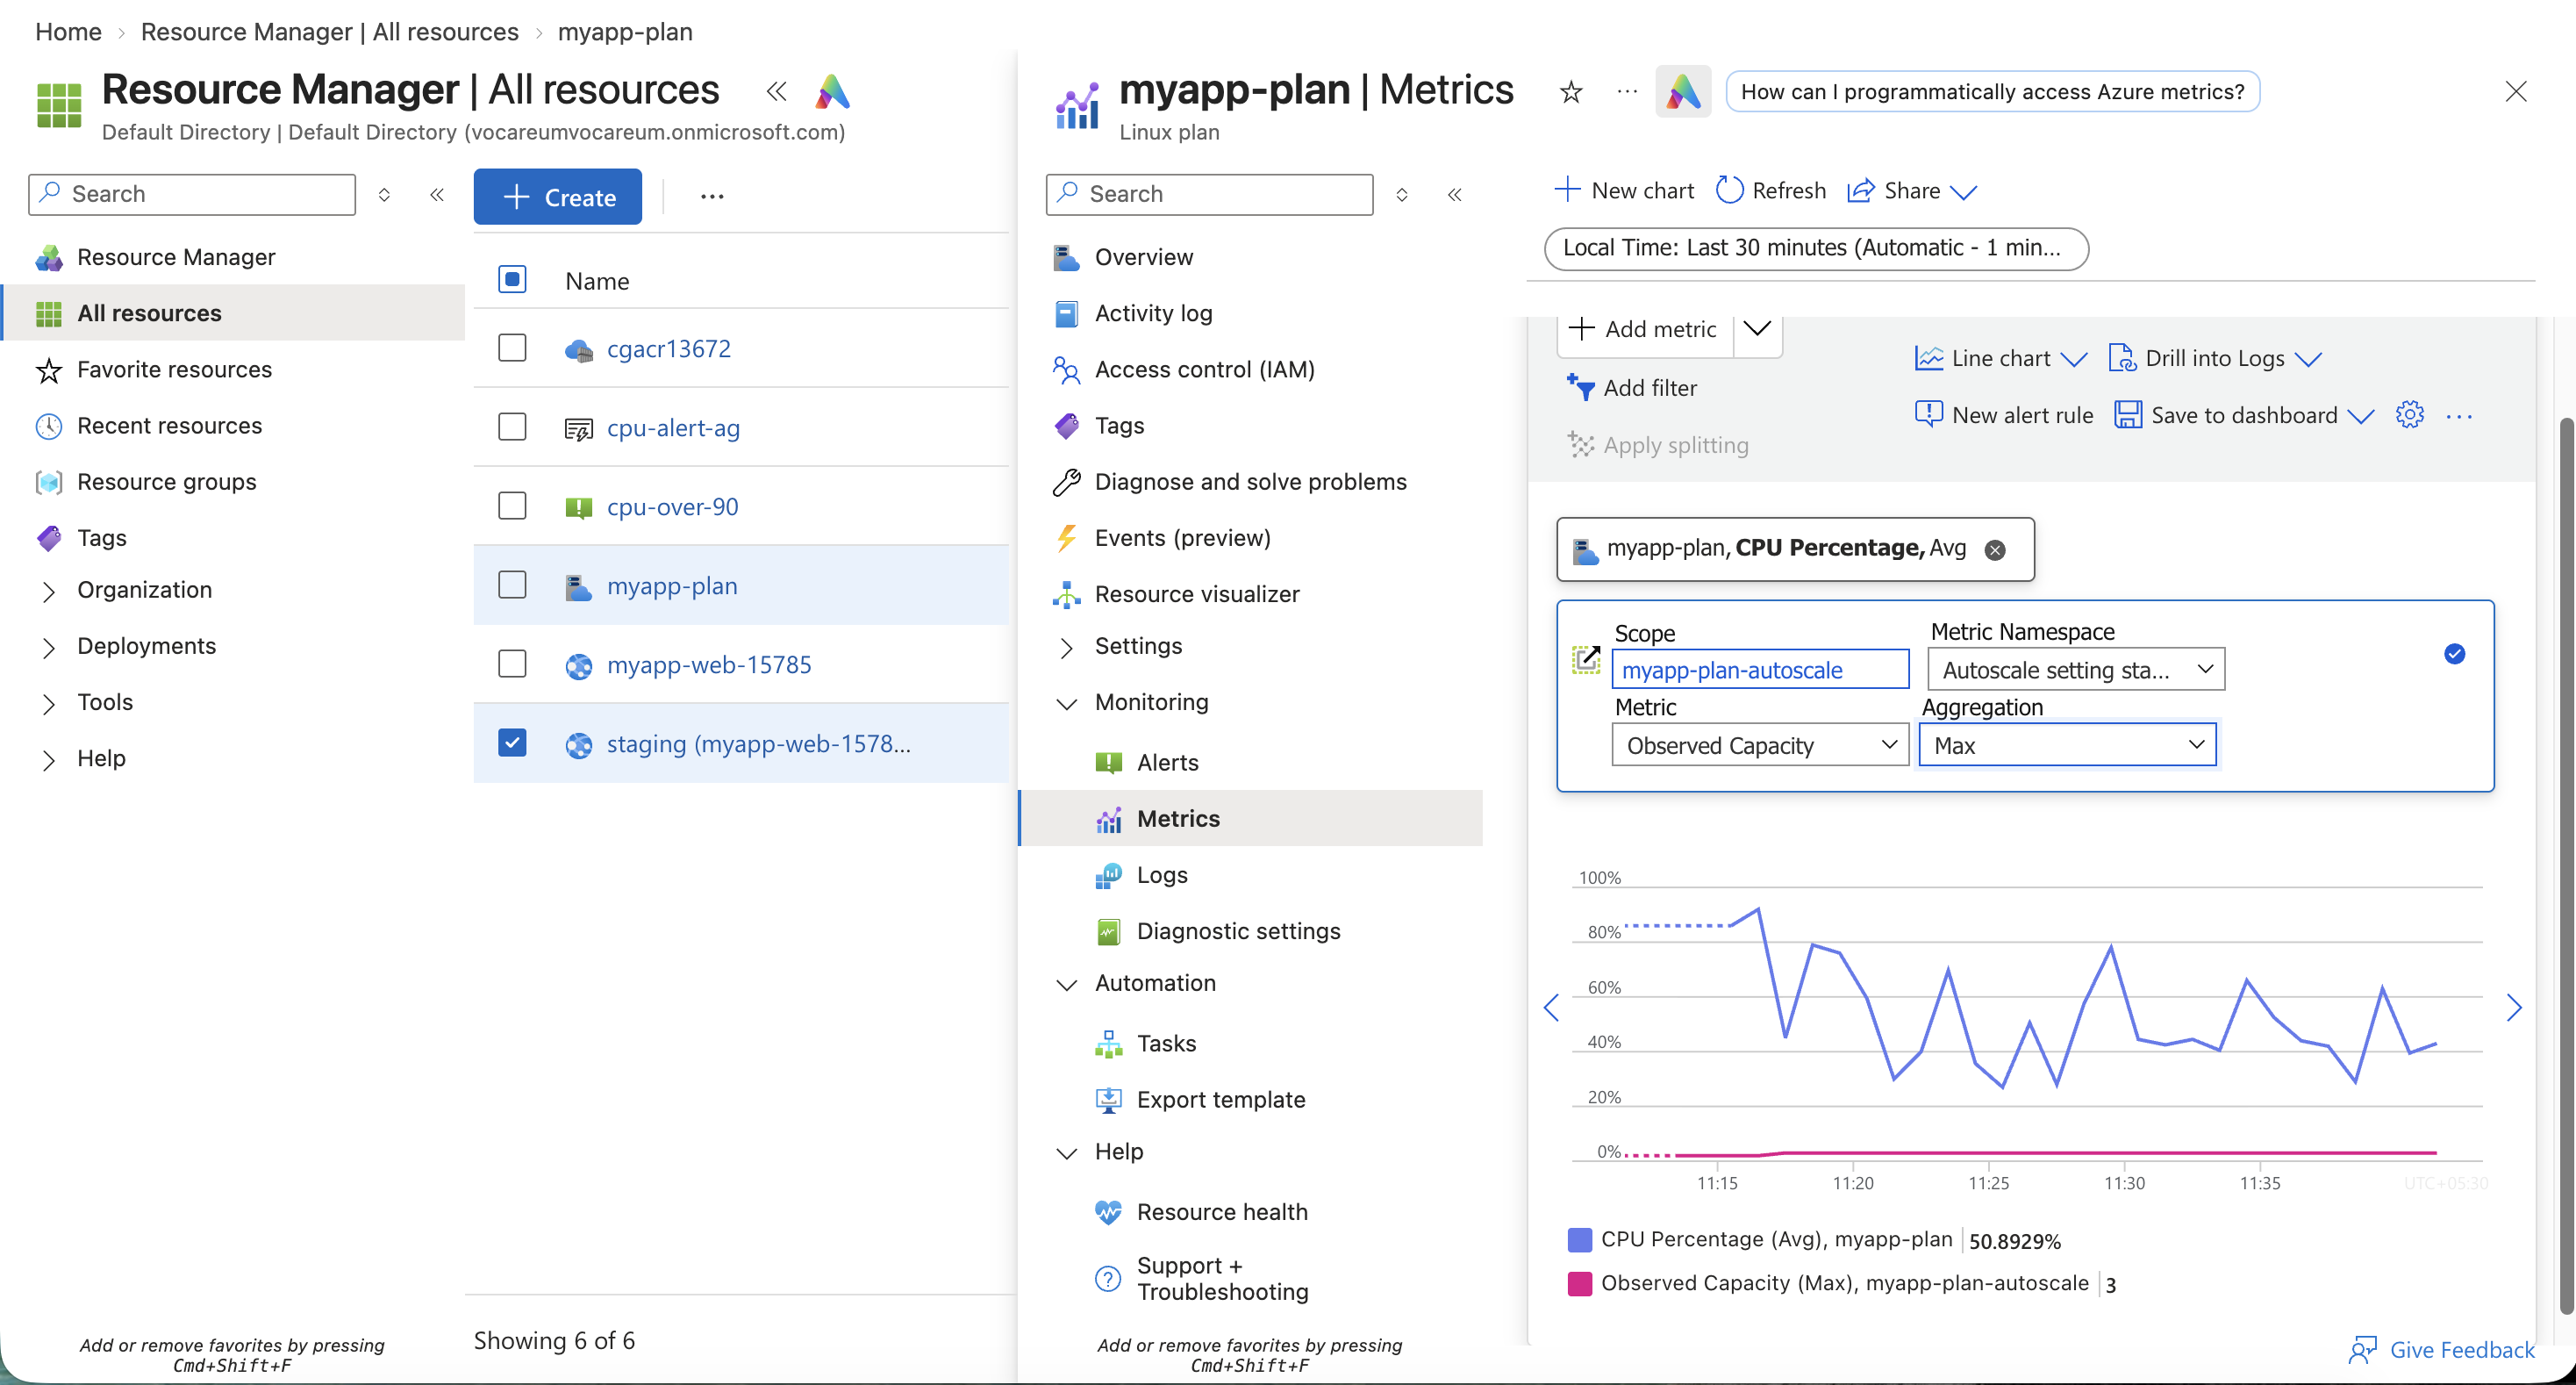 Home > Resource Manager | All resources > myapp-plan
Resource Manager | All resources
Default Directory | Default Directory (vocareumvocareum.onmicrosoft.com)
Search
Resource Manager
All resources
Favorite resources
Recent resources
Resource groups
Tags
Organization
Deployments
Tools
Help
Add or remove favorites by pressing
Cmd+Shift+F
+ Create
...
Name
cgacr13672
cpu-alert-ag
cpu-over-90
myapp-plan
myapp-web-15785
staging (myapp-web-1578...
Showing 6 of 6
myapp-plan | Metrics
Linux plan
How can I programmatically access Azure metrics?
Search
Overview
Activity log
Access control (IAM)
Tags
Diagnose and solve problems
Events (preview)
Resource visualizer
Settings
Monitoring
Alerts
Metrics
Logs
Diagnostic settings
Automation
Tasks
Export template
Help
Resource health
Support +
Troubleshooting
Add or remove favorites by pressing
Cmd+Shift+F
New chart Refresh Share
Local Time: Last 30 minutes (Automatic - 1 min...
Add metric
Add filter
Apply splitting
Line chart Drill into Logs
New alert rule Save to dashboard ...
myapp-plan, CPU Percentage, Avg
Scope Metric Namespace
myapp-plan-autoscale Autoscale setting sta...
Metric Aggregation
Observed Capacity Max
100%
80%
60%
40%
20%
0%
11:15 11:20 11:25 11:30 11:35 UTC+05:30
CPU Percentage (Avg), myapp-plan | 50.8929%
Observed Capacity (Max), myapp-plan-autoscale | 3
Give Feedback